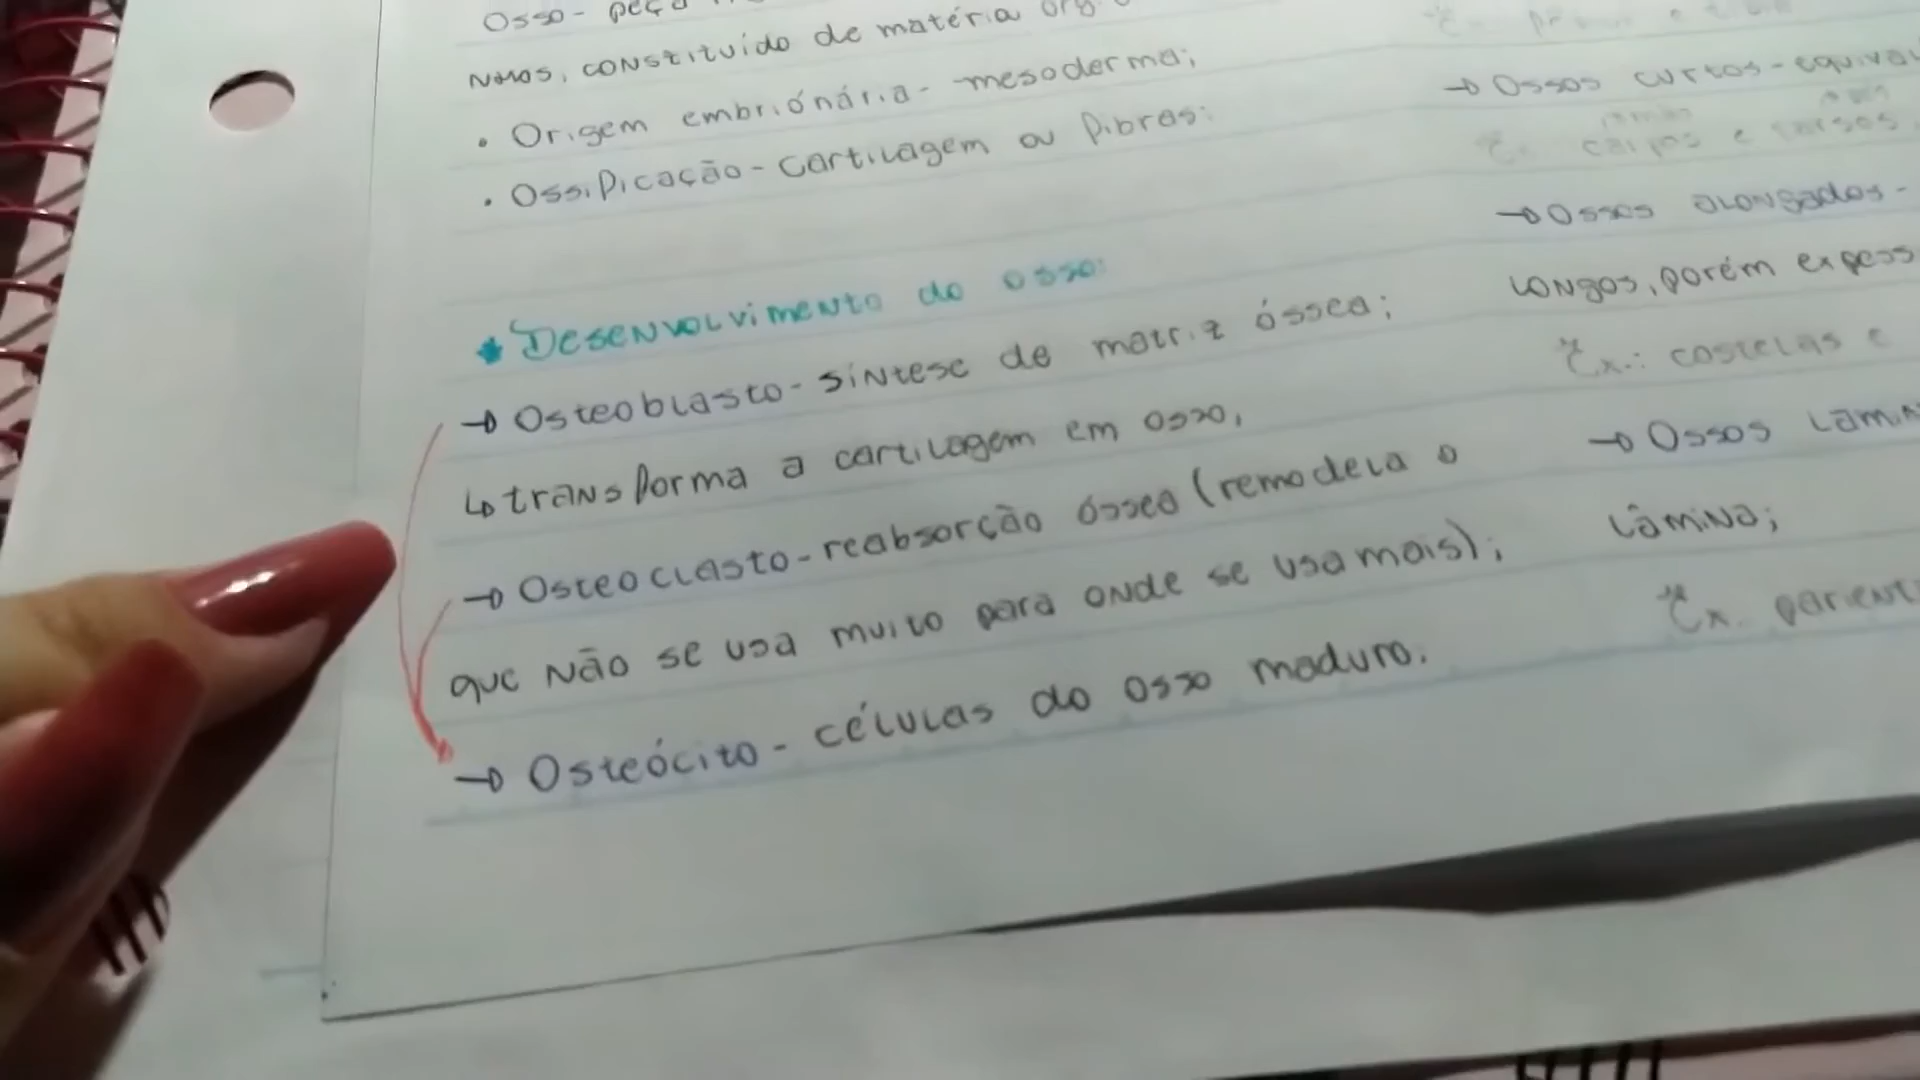 Osso - peça
constituído de matéria
• Origem embrionária - mesoderma;
• Ossificação - cartilagem ou fibras:
Desenvolvimento do osso:
→ Osteoblasto - síntese de matriz óssea;
↳ transforma a cartilagem em osso,
→ Osteoclasto - reabsorção óssea (remodela o
que não se usa muito para onde se usa mais);
→ Osteócito - células do osso maduro.
→ Ossos curtos -
carpos e tarsos
→ Ossos alongados -
longos, porém
Ex.: costelas e
→ Ossos
lâmina;
Ex.